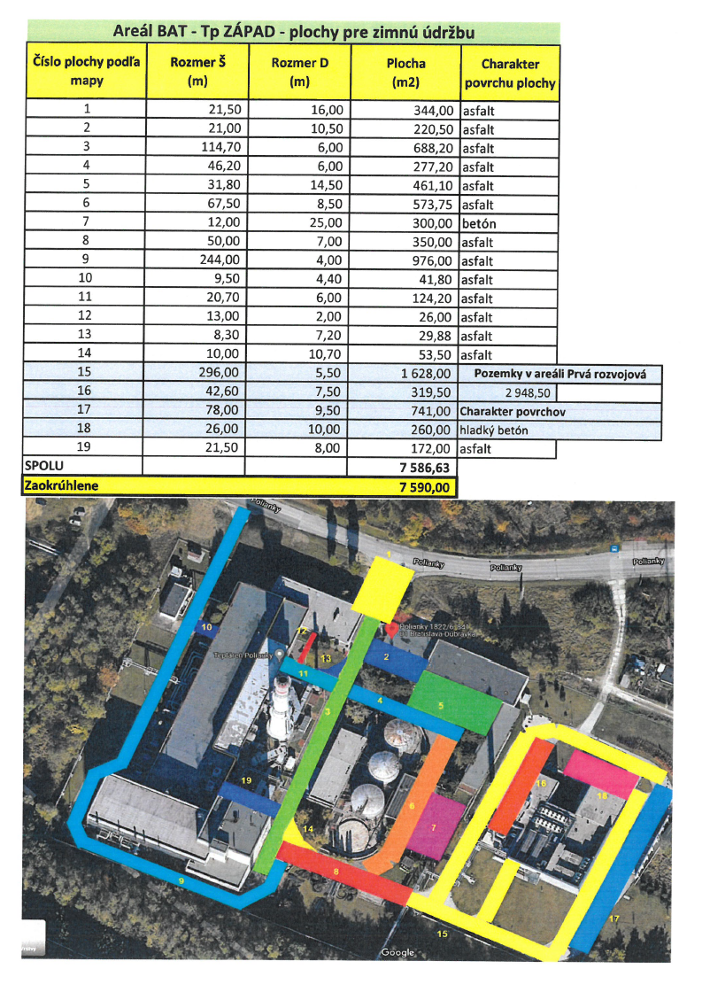 Areál BAT - Tp ZÁPAD - plochy pre zimnú údržbu
Číslo plochy podľa mapy Rozmer Š (m) Rozmer D (m) Plocha (m2) Charakter povrchu plochy
1 21,50 16,00 344,00 asfalt
2 21,00 10,50 220,50 asfalt
3 114,70 6,00 688,20 asfalt
4 46,20 6,00 277,20 asfalt
5 31,80 14,50 461,10 asfalt
6 67,50 8,50 573,75 asfalt
7 12,00 25,00 300,00 betón
8 50,00 7,00 350,00 asfalt
9 244,00 4,00 976,00 asfalt
10 9,50 4,40 41,80 asfalt
11 20,70 6,00 124,20 asfalt
12 13,00 2,00 26,00 asfalt
13 8,30 7,20 29,88 asfalt
14 10,00 10,70 53,50 asfalt
15 296,00 5,50 1 628,00 Pozemky v areáli Prvá rozvojová
16 42,60 7,50 319,50 2 948,50
17 78,00 9,50 741,00 Charakter povrchov
18 26,00 10,00 260,00 hladký betón
19 21,50 8,00 172,00 asfalt
SPOLU 7 586,63
Zaokrúhlene 7 590,00
Polianky
1
Polianky
Polianky
Polianky
10
12
Polianky 1822/6, 841
Bratislava-Dúbravka
Tepláreň Polianky
13
2
11
4
3
5
19
16
18
6
14
7
8
9
17
15
Google